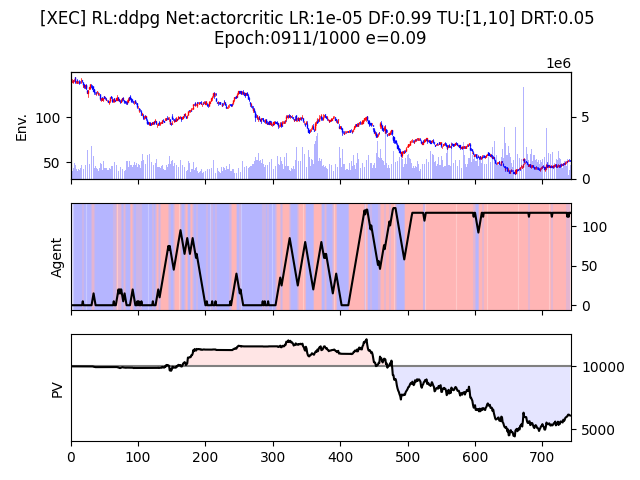 [XEC] RL:ddpg Net:actorcritic LR:1e-05 DF:0.99 TU:[1,10] DRT:0.05
Epoch:0911/1000 e=0.09
1e6
Env.
100
50
5
0
Agent
100
50
0
PV
10000
5000
0 100 200 300 400 500 600 700